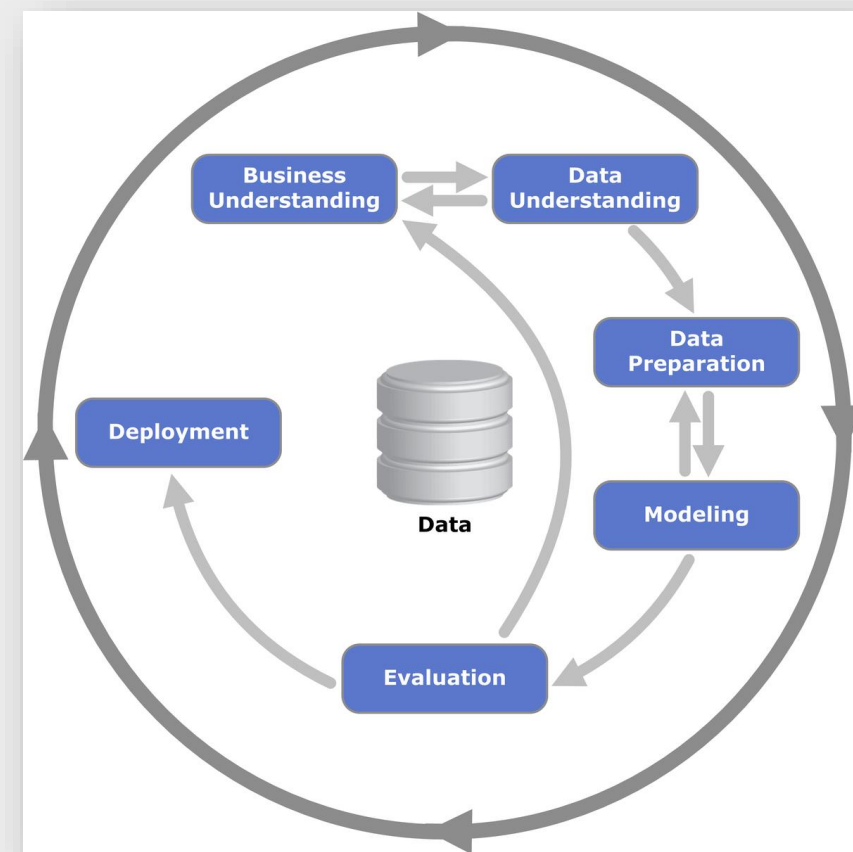 Business
Understanding
Data
Understanding
Data
Preparation
Deployment
Data
Modeling
Evaluation